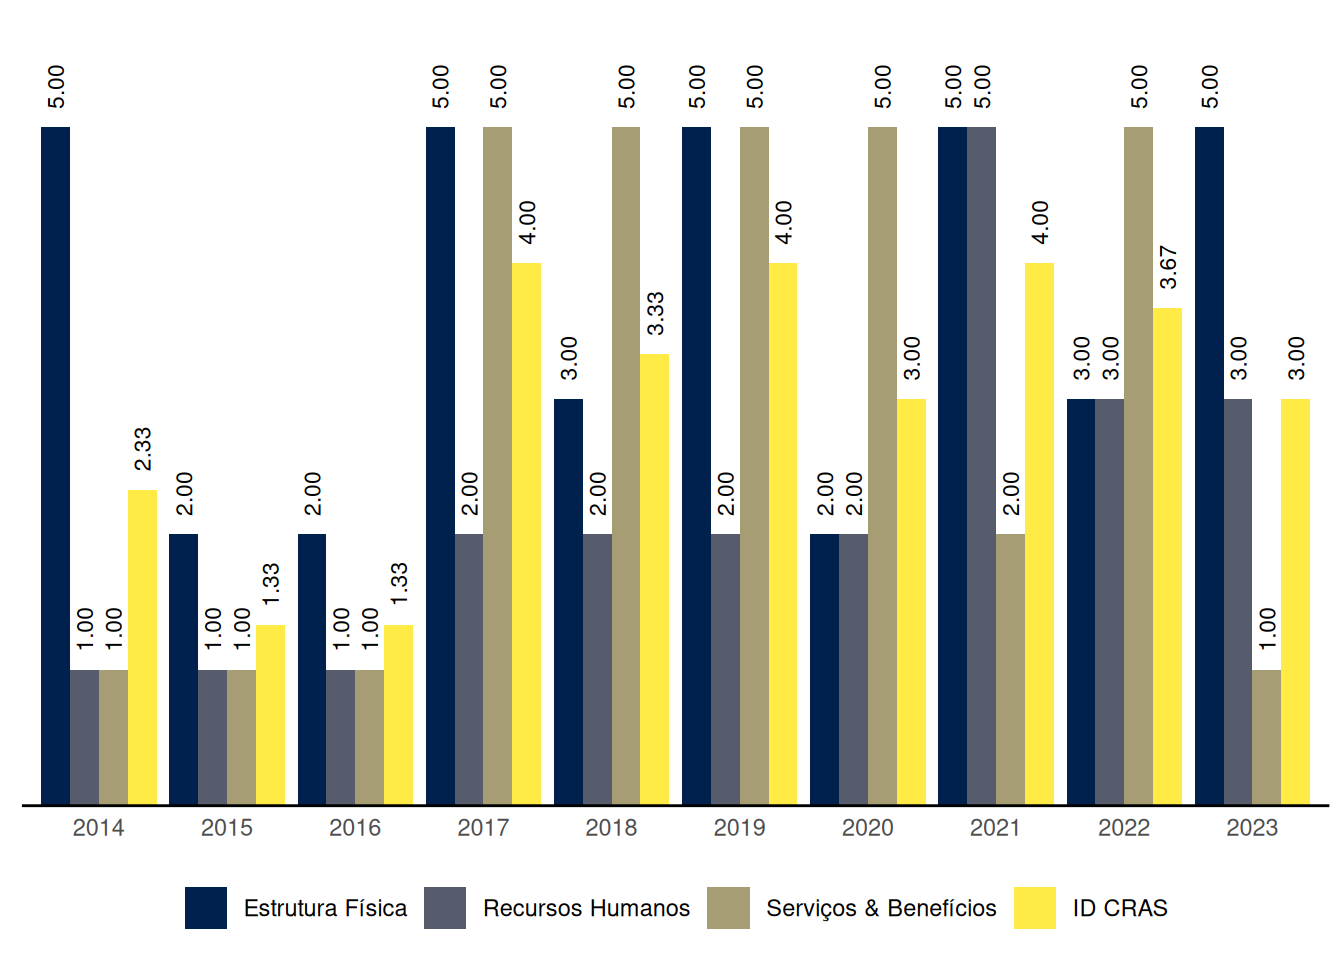 5.00 1.00 1.00 2.33
2.00 1.00 1.00 1.33
2.00 1.00 1.00 1.33
5.00 2.00 5.00 4.00
3.00 2.00 5.00 3.33
5.00 2.00 5.00 4.00
2.00 2.00 5.00 3.00
5.00 5.00 2.00 4.00
3.00 3.00 5.00 3.67
5.00 3.00 1.00 3.00
2014 2015 2016 2017 2018 2019 2020 2021 2022 2023
Estrutura Física Recursos Humanos Serviços & Benefícios ID CRAS